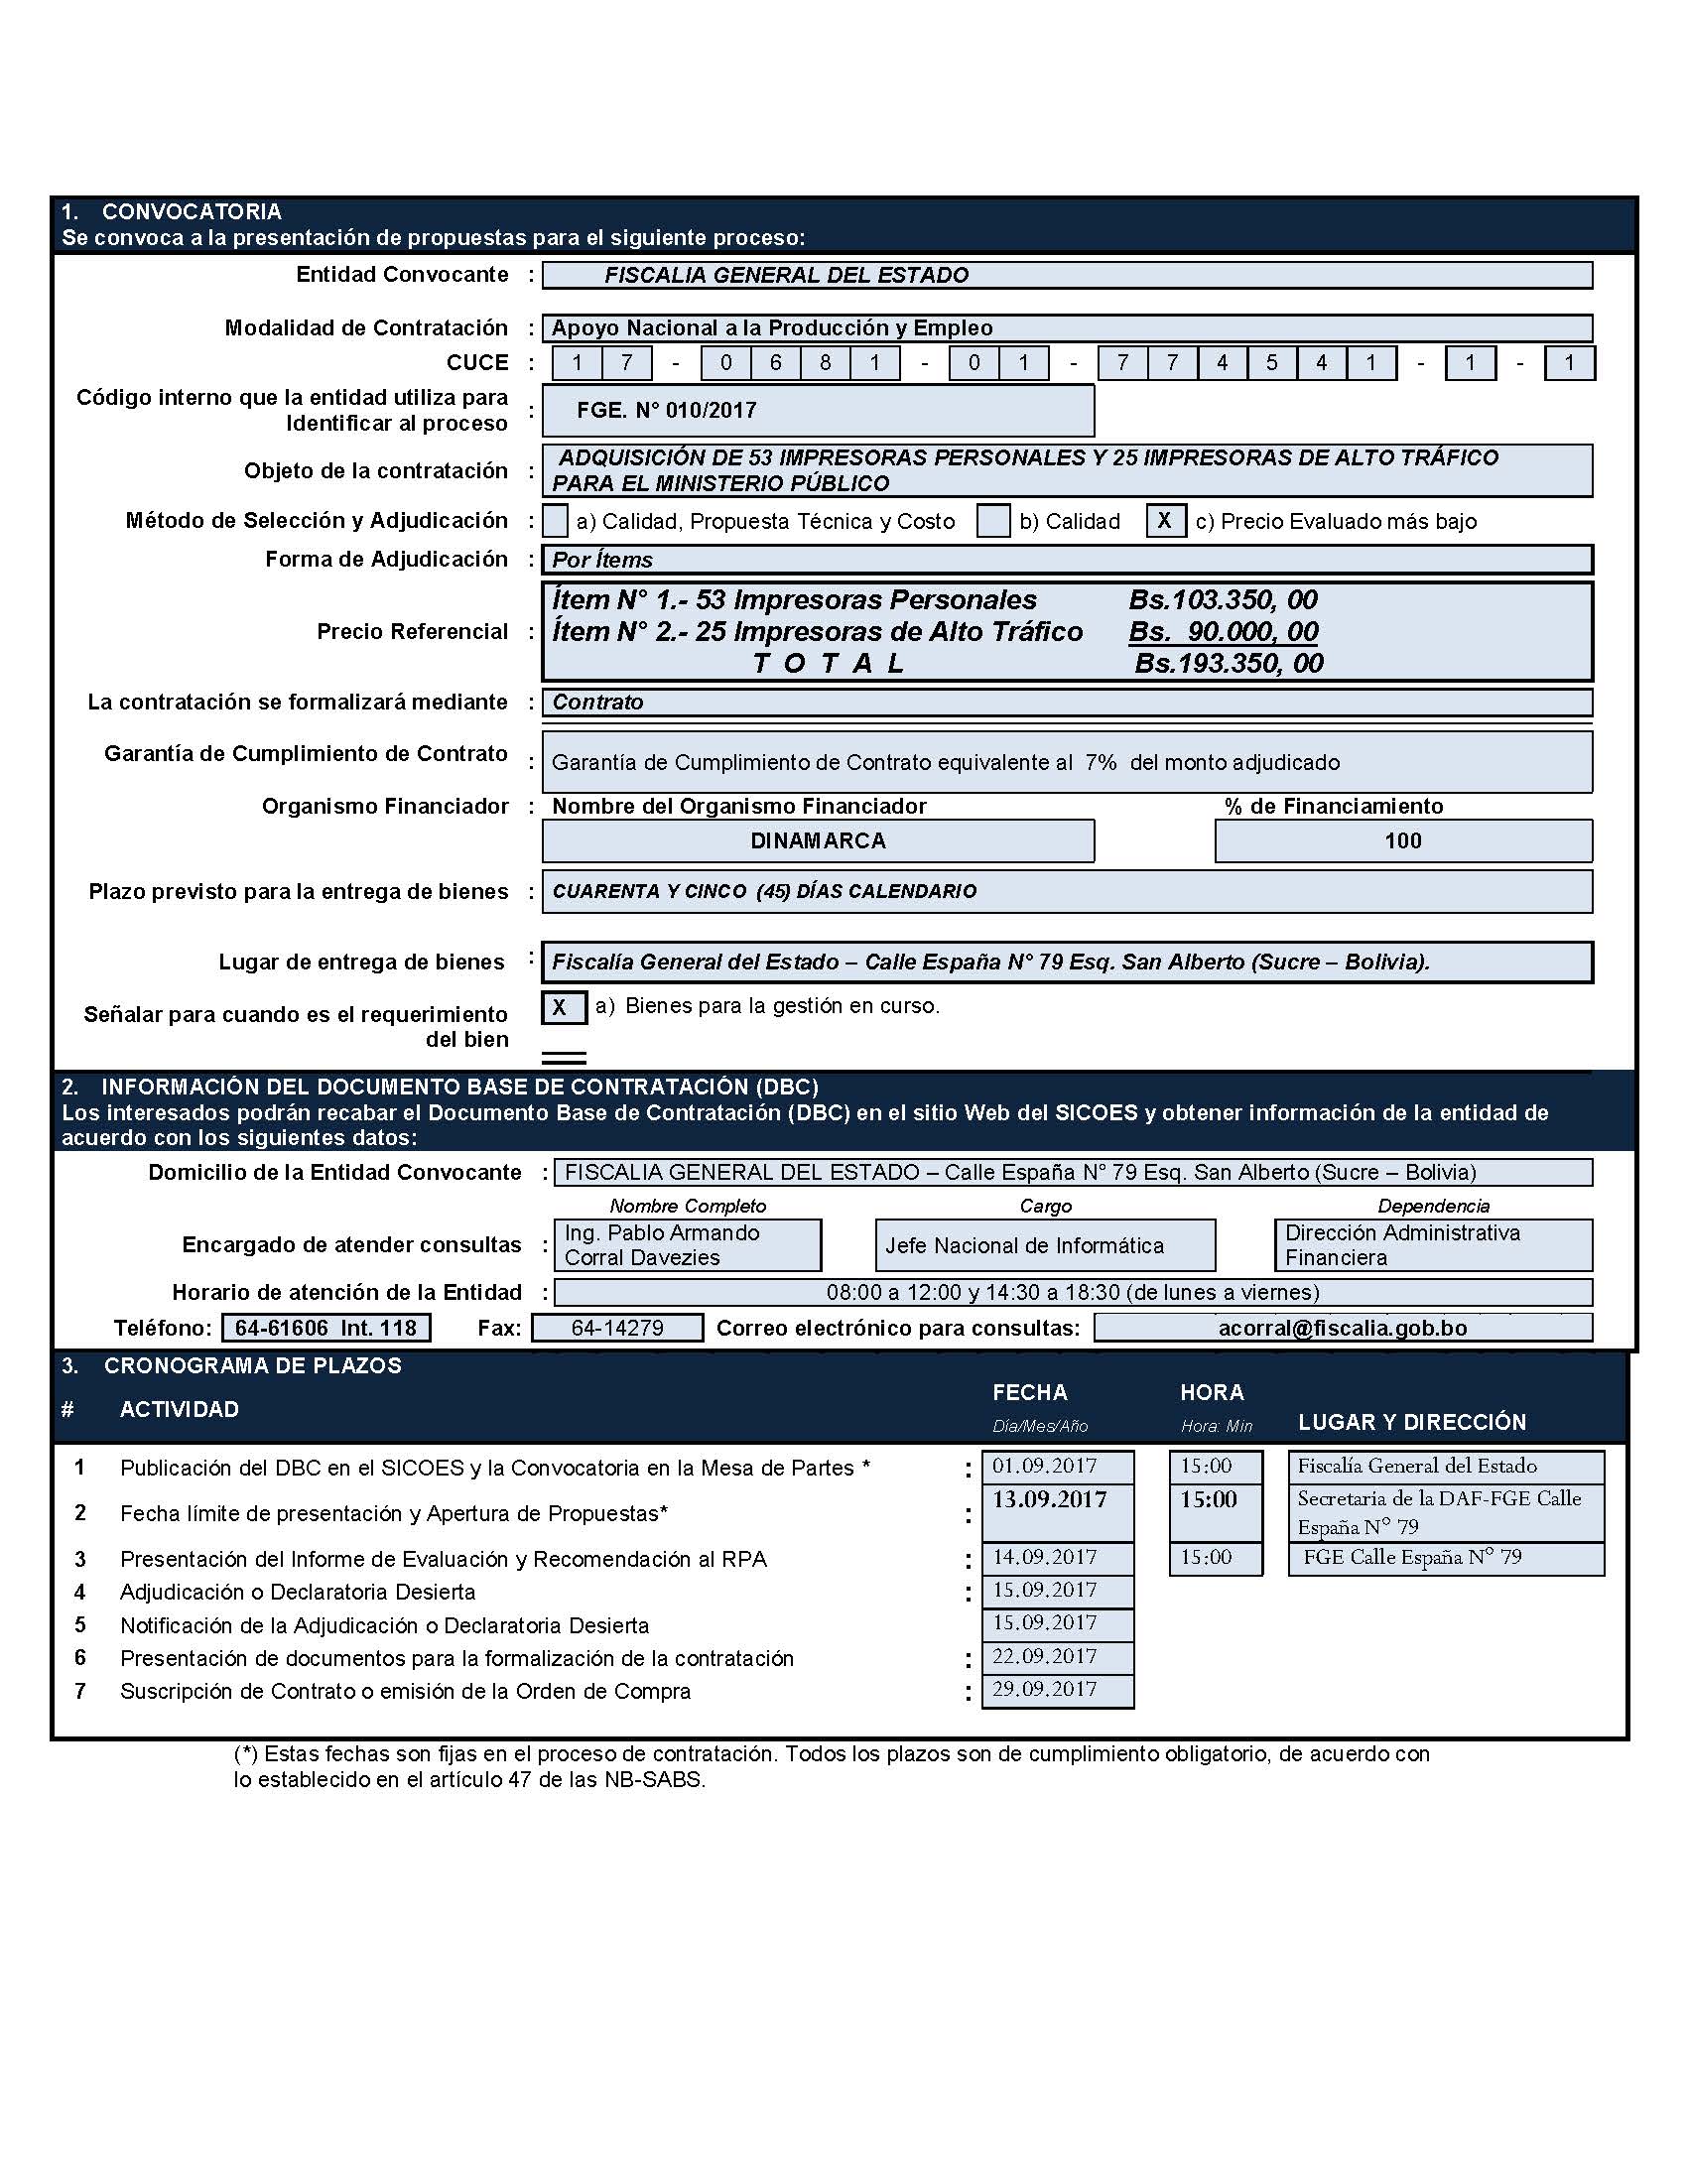 1. CONVOCATORIA
Se convoca a la presentación de propuestas para el siguiente proceso:
Entidad Convocante : FISCALIA GENERAL DEL ESTADO
Modalidad de Contratación : Apoyo Nacional a la Producción y Empleo
CUCE : 1 7 - 0 6 8 1 - 0 1 - 7 7 4 5 4 1 - 1 - 1
Código interno que la entidad utiliza para
Identificar al proceso : FGE. N° 010/2017
Objeto de la contratación : ADQUISICIÓN DE 53 IMPRESORAS PERSONALES Y 25 IMPRESORAS DE ALTO TRÁFICO
PARA EL MINISTERIO PÚBLICO
Método de Selección y Adjudicación : a) Calidad, Propuesta Técnica y Costo b) Calidad X c) Precio Evaluado más bajo
Forma de Adjudicación : Por Ítems
Ítem N° 1.- 53 Impresoras Personales Bs.103.350, 00
Precio Referencial : Ítem N° 2.- 25 Impresoras de Alto Tráfico Bs. 90.000, 00
T O T A L Bs.193.350, 00
La contratación se formalizará mediante : Contrato
Garantía de Cumplimiento de Contrato : Garantía de Cumplimiento de Contrato equivalente al 7% del monto adjudicado
Organismo Financiador : Nombre del Organismo Financiador % de Financiamiento
DINAMARCA 100
Plazo previsto para la entrega de bienes : CUARENTA Y CINCO (45) DÍAS CALENDARIO
Lugar de entrega de bienes : Fiscalía General del Estado – Calle España N° 79 Esq. San Alberto (Sucre – Bolivia).
Señalar para cuando es el requerimiento
del bien X a) Bienes para la gestión en curso.
2. INFORMACIÓN DEL DOCUMENTO BASE DE CONTRATACIÓN (DBC)
Los interesados podrán recabar el Documento Base de Contratación (DBC) en el sitio Web del SICOES y obtener información de la entidad de
acuerdo con los siguientes datos:
Domicilio de la Entidad Convocante : FISCALIA GENERAL DEL ESTADO – Calle España N° 79 Esq. San Alberto (Sucre – Bolivia)
Nombre Completo Cargo Dependencia
Encargado de atender consultas : Ing. Pablo Armando
Corral Davezies
Jefe Nacional de Informática
Dirección Administrativa
Financiera
Horario de atención de la Entidad : 08:00 a 12:00 y 14:30 a 18:30 (de lunes a viernes)
Teléfono: 64-61606 Int. 118 Fax: 64-14279 Correo electrónico para consultas: acorral@fiscalia.gob.bo
3. CRONOGRAMA DE PLAZOS
# ACTIVIDAD FECHA HORA
Día/Mes/Año Hora: Min LUGAR Y DIRECCIÓN
1 Publicación del DBC en el SICOES y la Convocatoria en la Mesa de Partes * : 01.09.2017 15:00 Fiscalía General del Estado
2 Fecha límite de presentación y Apertura de Propuestas* : 13.09.2017 15:00 Secretaria de la DAF-FGE Calle
España N° 79
3 Presentación del Informe de Evaluación y Recomendación al RPA : 14.09.2017 15:00 FGE Calle España N° 79
4 Adjudicación o Declaratoria Desierta : 15.09.2017
5 Notificación de la Adjudicación o Declaratoria Desierta 15.09.2017
6 Presentación de documentos para la formalización de la contratación : 22.09.2017
7 Suscripción de Contrato o emisión de la Orden de Compra : 29.09.2017
(*) Estas fechas son fijas en el proceso de contratación. Todos los plazos son de cumplimiento obligatorio, de acuerdo con
lo establecido en el artículo 47 de las NB-SABS.